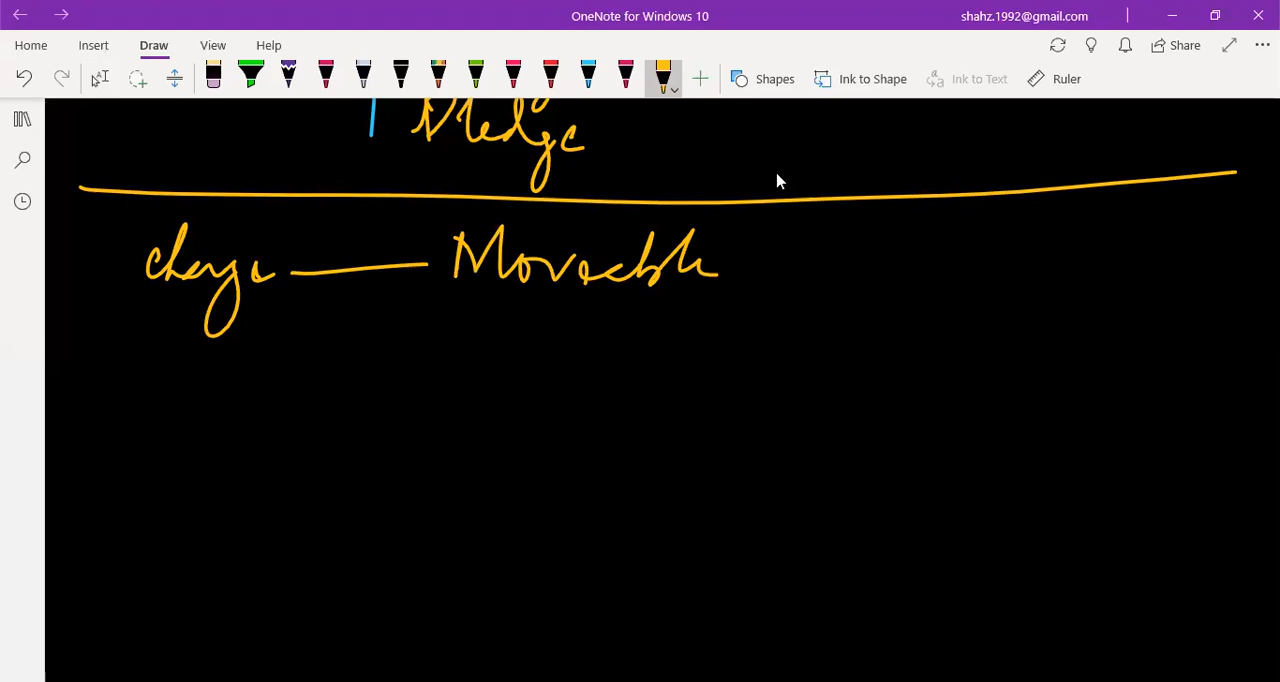 OneNote for Windows 10
shahz.1992@gmail.com
Home Insert Draw View Help
Share
Shapes Ink to Shape Ink to Text Ruler
Pledge
charge — Moveable